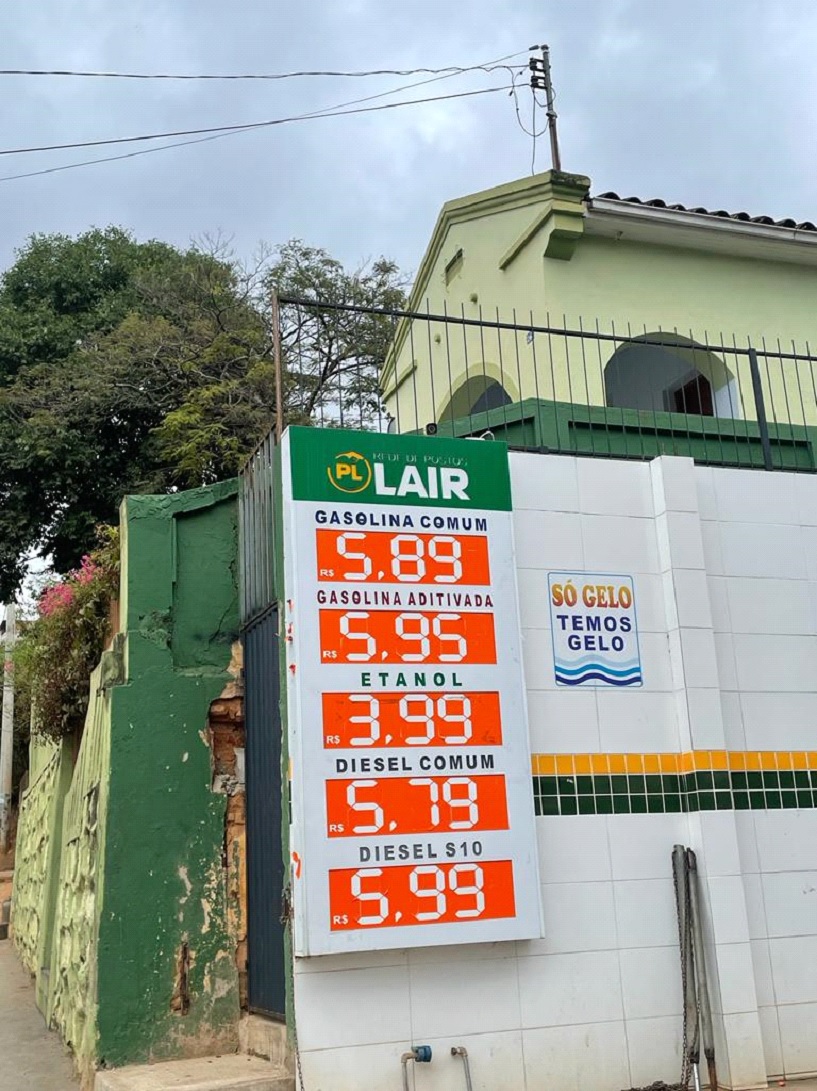 PL
REDE DE POSTOS
LAIR
GASOLINA COMUM
R$ 5,89
GASOLINA ADITIVADA
R$ 5,95
ETANOL
R$ 3,99
DIESEL COMUM
R$ 5,79
DIESEL S10
R$ 5,99
SÓ GELO
TEMOS
GELO